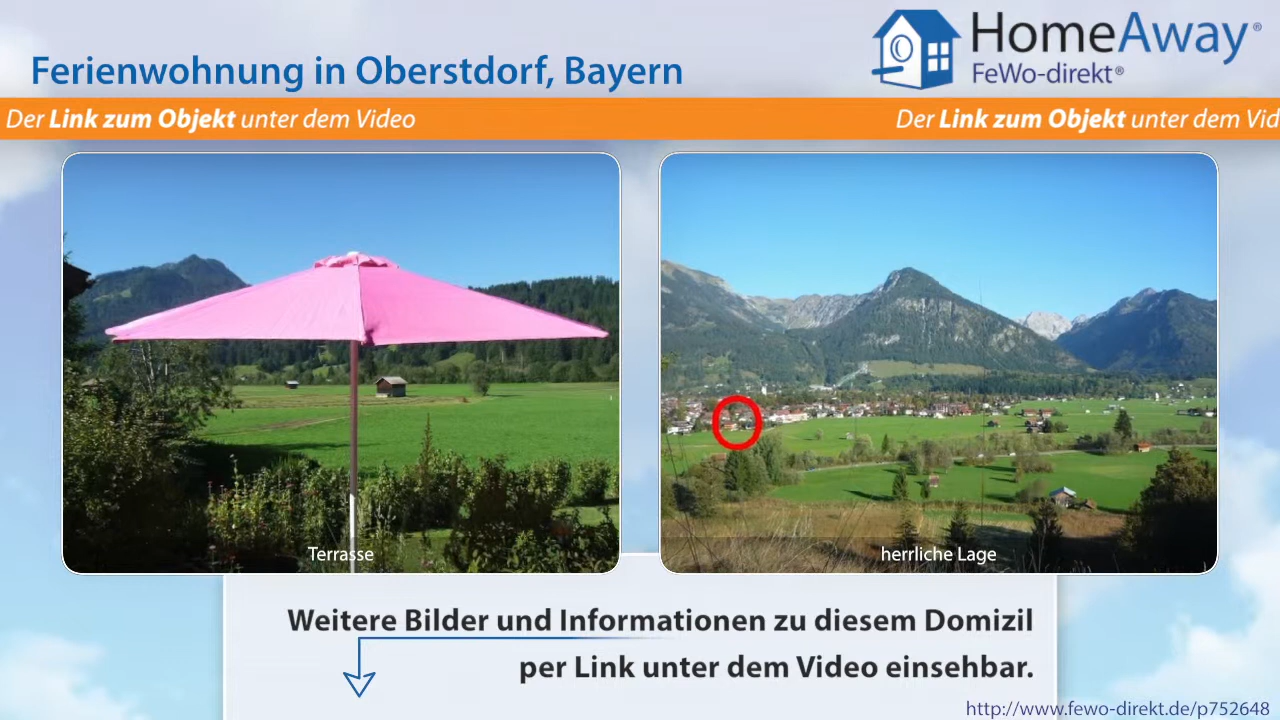 Ferienwohnung in Oberstdorf, Bayern
HomeAway®
FeWo-direkt®
Der Link zum Objekt unter dem Video
Der Link zum Objekt unter dem Vid
Terrasse
herrliche Lage
Weitere Bilder und Informationen zu diesem Domizil
per Link unter dem Video einsehbar.
http://www.fewo-direkt.de/p752648